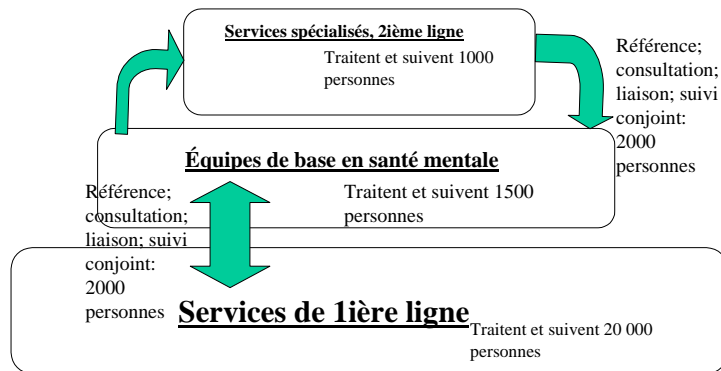 Services spécialisés, 2ième ligne
Traitent et suivent 1000
personnes
Référence;
consultation;
liaison; suivi
conjoint:
2000
personnes
Équipes de base en santé mentale
Traitent et suivent 1500
personnes
Référence;
consultation;
liaison; suivi
conjoint:
2000
personnes
Services de 1ière ligne
Traitent et suivent 20 000
personnes